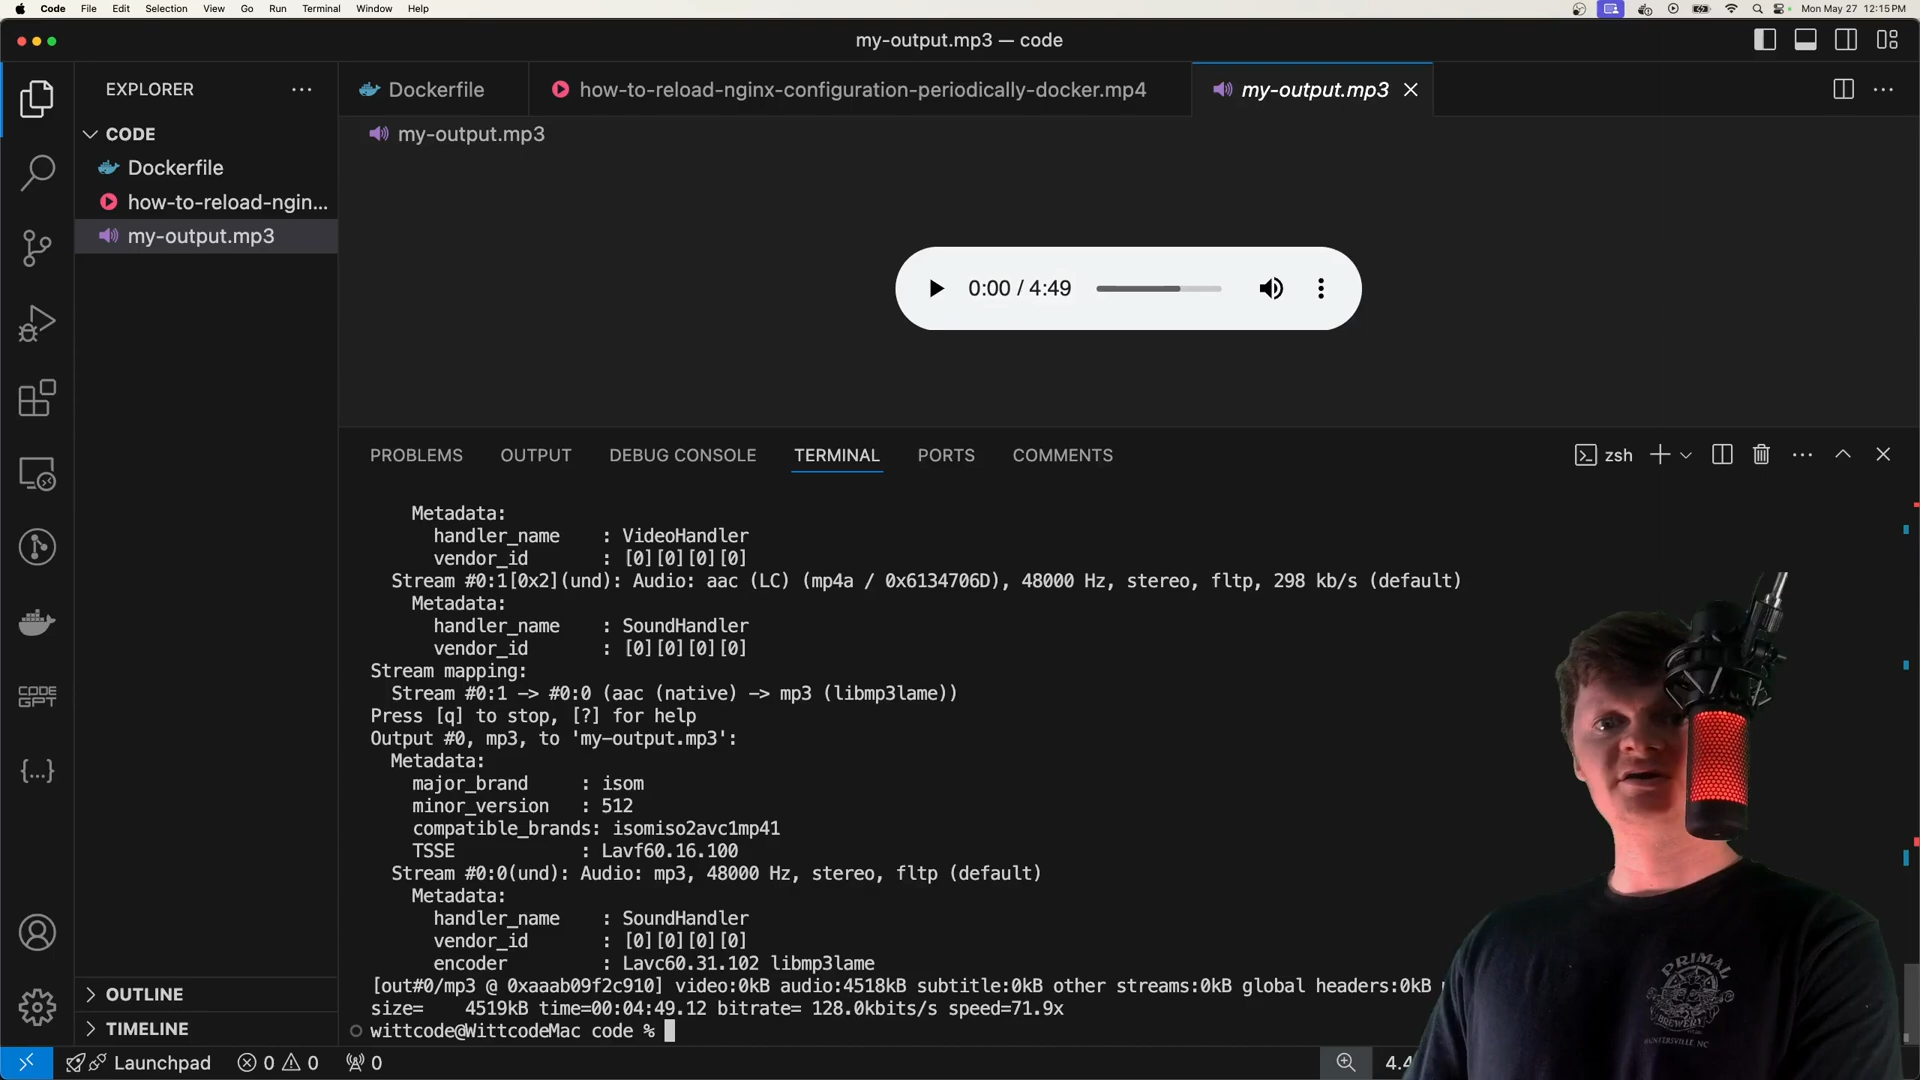 Code File Edit Selection View Go Run Terminal Window Help Mon May 27 12:15 PM
my-output.mp3 — code
EXPLORER
Dockerfile how-to-reload-nginx-configuration-periodically-docker.mp4 my-output.mp3
CODE
my-output.mp3
Dockerfile
how-to-reload-ngin...
my-output.mp3
0:00 / 4:49
PROBLEMS OUTPUT DEBUG CONSOLE TERMINAL PORTS COMMENTS zsh
Metadata:
handler_name : VideoHandler
vendor_id : [0][0][0][0]
Stream #0:1[0x2](und): Audio: aac (LC) (mp4a / 0x6134706D), 48000 Hz, stereo, fltp, 298 kb/s (default)
Metadata:
handler_name : SoundHandler
vendor_id : [0][0][0][0]
Stream mapping:
Stream #0:1 -> #0:0 (aac (native) -> mp3 (libmp3lame))
Press [q] to stop, [?] for help
Output #0, mp3, to 'my-output.mp3':
Metadata:
major_brand : isom
minor_version : 512
compatible_brands: isomiso2avc1mp41
TSSE : Lavf60.16.100
Stream #0:0(und): Audio: mp3, 48000 Hz, stereo, fltp (default)
Metadata:
handler_name : SoundHandler
vendor_id : [0][0][0][0]
encoder : Lavc60.31.102 libmp3lame
[out#0/mp3 @ 0xaaab09f2c910] video:0kB audio:4518kB subtitle:0kB other streams:0kB global headers:0kB
size= 4519kB time=00:04:49.12 bitrate= 128.0kbits/s speed=71.9x
wittcode@WittcodeMac code %
CODE
GPT
{...}
OUTLINE
TIMELINE
Launchpad 0 0 0 4.4
PRIMAL
BREWERY
HUNTERSVILLE, NC